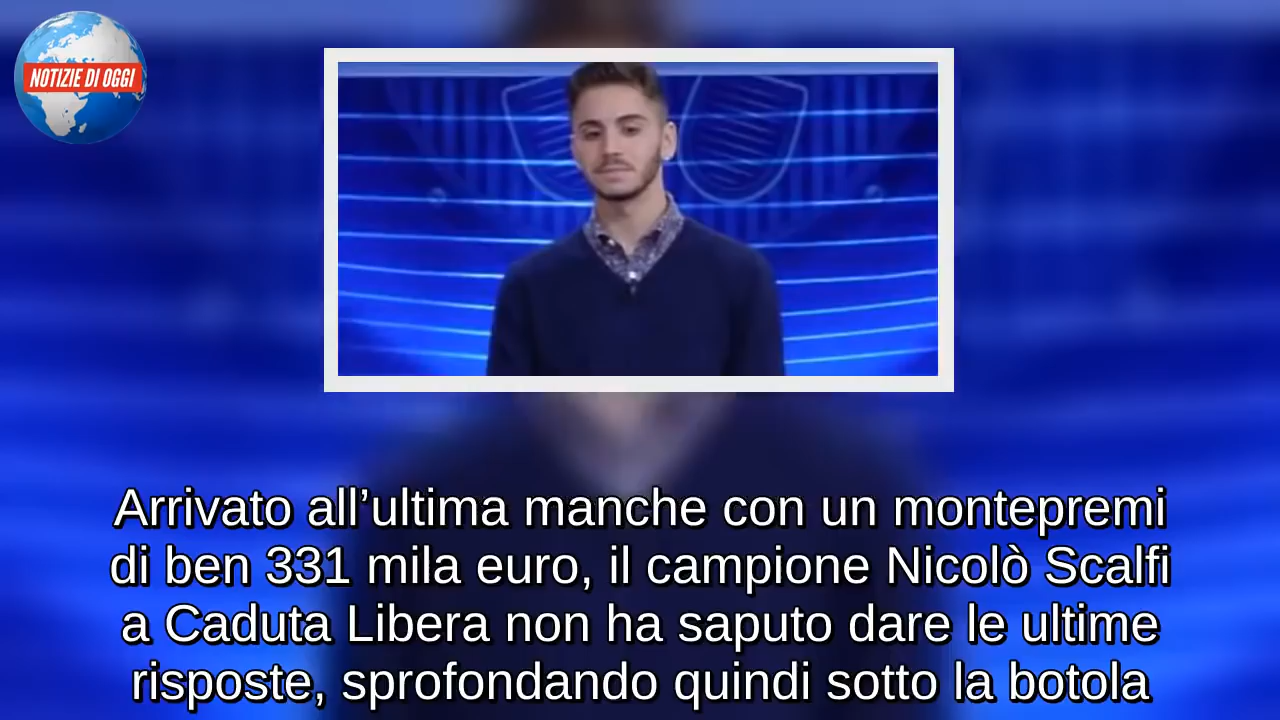 NOTIZIE DI OGGI
Arrivato all’ultima manche con un montepremi
di ben 331 mila euro, il campione Nicolò Scalfi
a Caduta Libera non ha saputo dare le ultime
risposte, sprofondando quindi sotto la botola